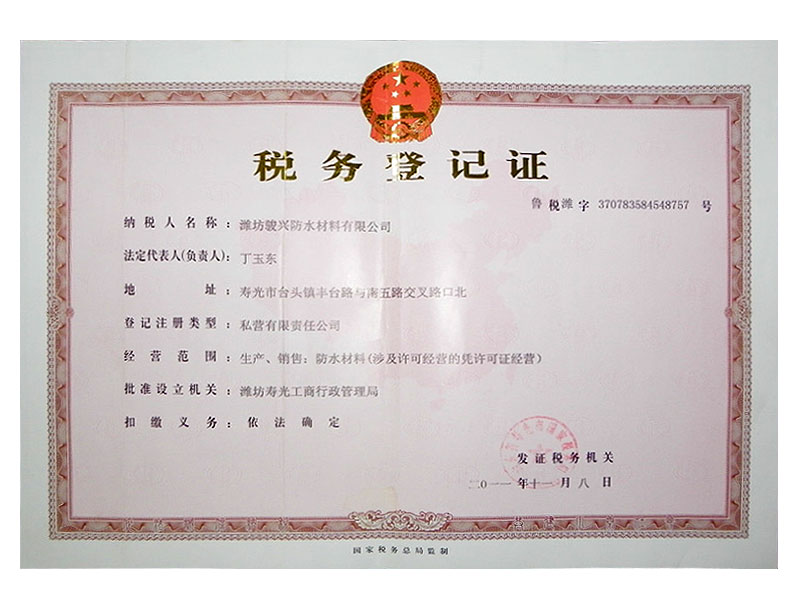 税务登记证
鲁税潍字 370783584548757 号
纳税人名称：潍坊骏兴防水材料有限公司
法定代表人(负责人)：丁玉东
地址：寿光市台头镇丰台路与南五路交叉路口北
登记注册类型：私营有限责任公司
经营范围：生产、销售：防水材料(涉及许可经营的凭许可证经营)
批准设立机关：潍坊寿光工商行政管理局
扣缴义务：依法确定
发证税务机关
二〇一一年十一月八日
国家税务总局监制